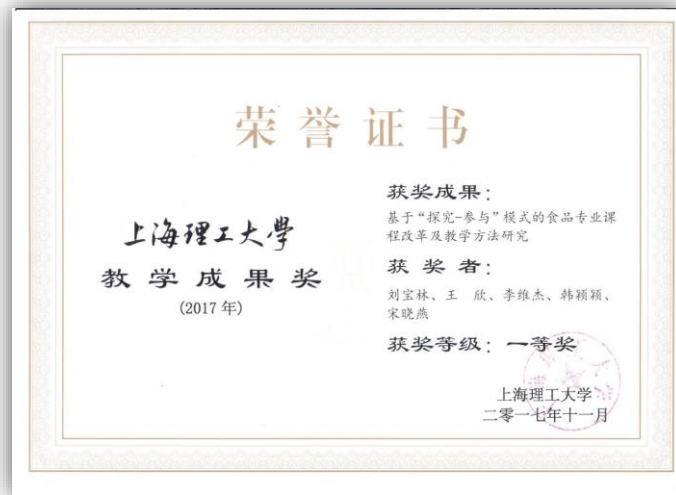 荣誉证书
上海理工大學
教学成果奖
(2017年)
获奖成果：
基于“探究-参与”模式的食品专业课
程改革及教学方法研究
获 奖 者：
刘宝林、王　欣、李维杰、韩颖颖、
宋晓燕
获奖等级：一等奖
上海理工大学
二零一七年十一月